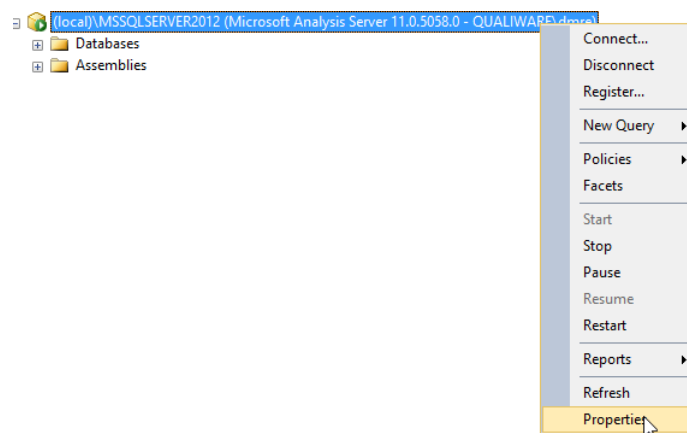 (local)\MSSQLSERVER2012 (Microsoft Analysis Server 11.0.5058.0 - QUALIWARE\dmre)
Databases
Assemblies
Connect...
Disconnect
Register...
New Query
Policies
Facets
Start
Stop
Pause
Resume
Restart
Reports
Refresh
Properties